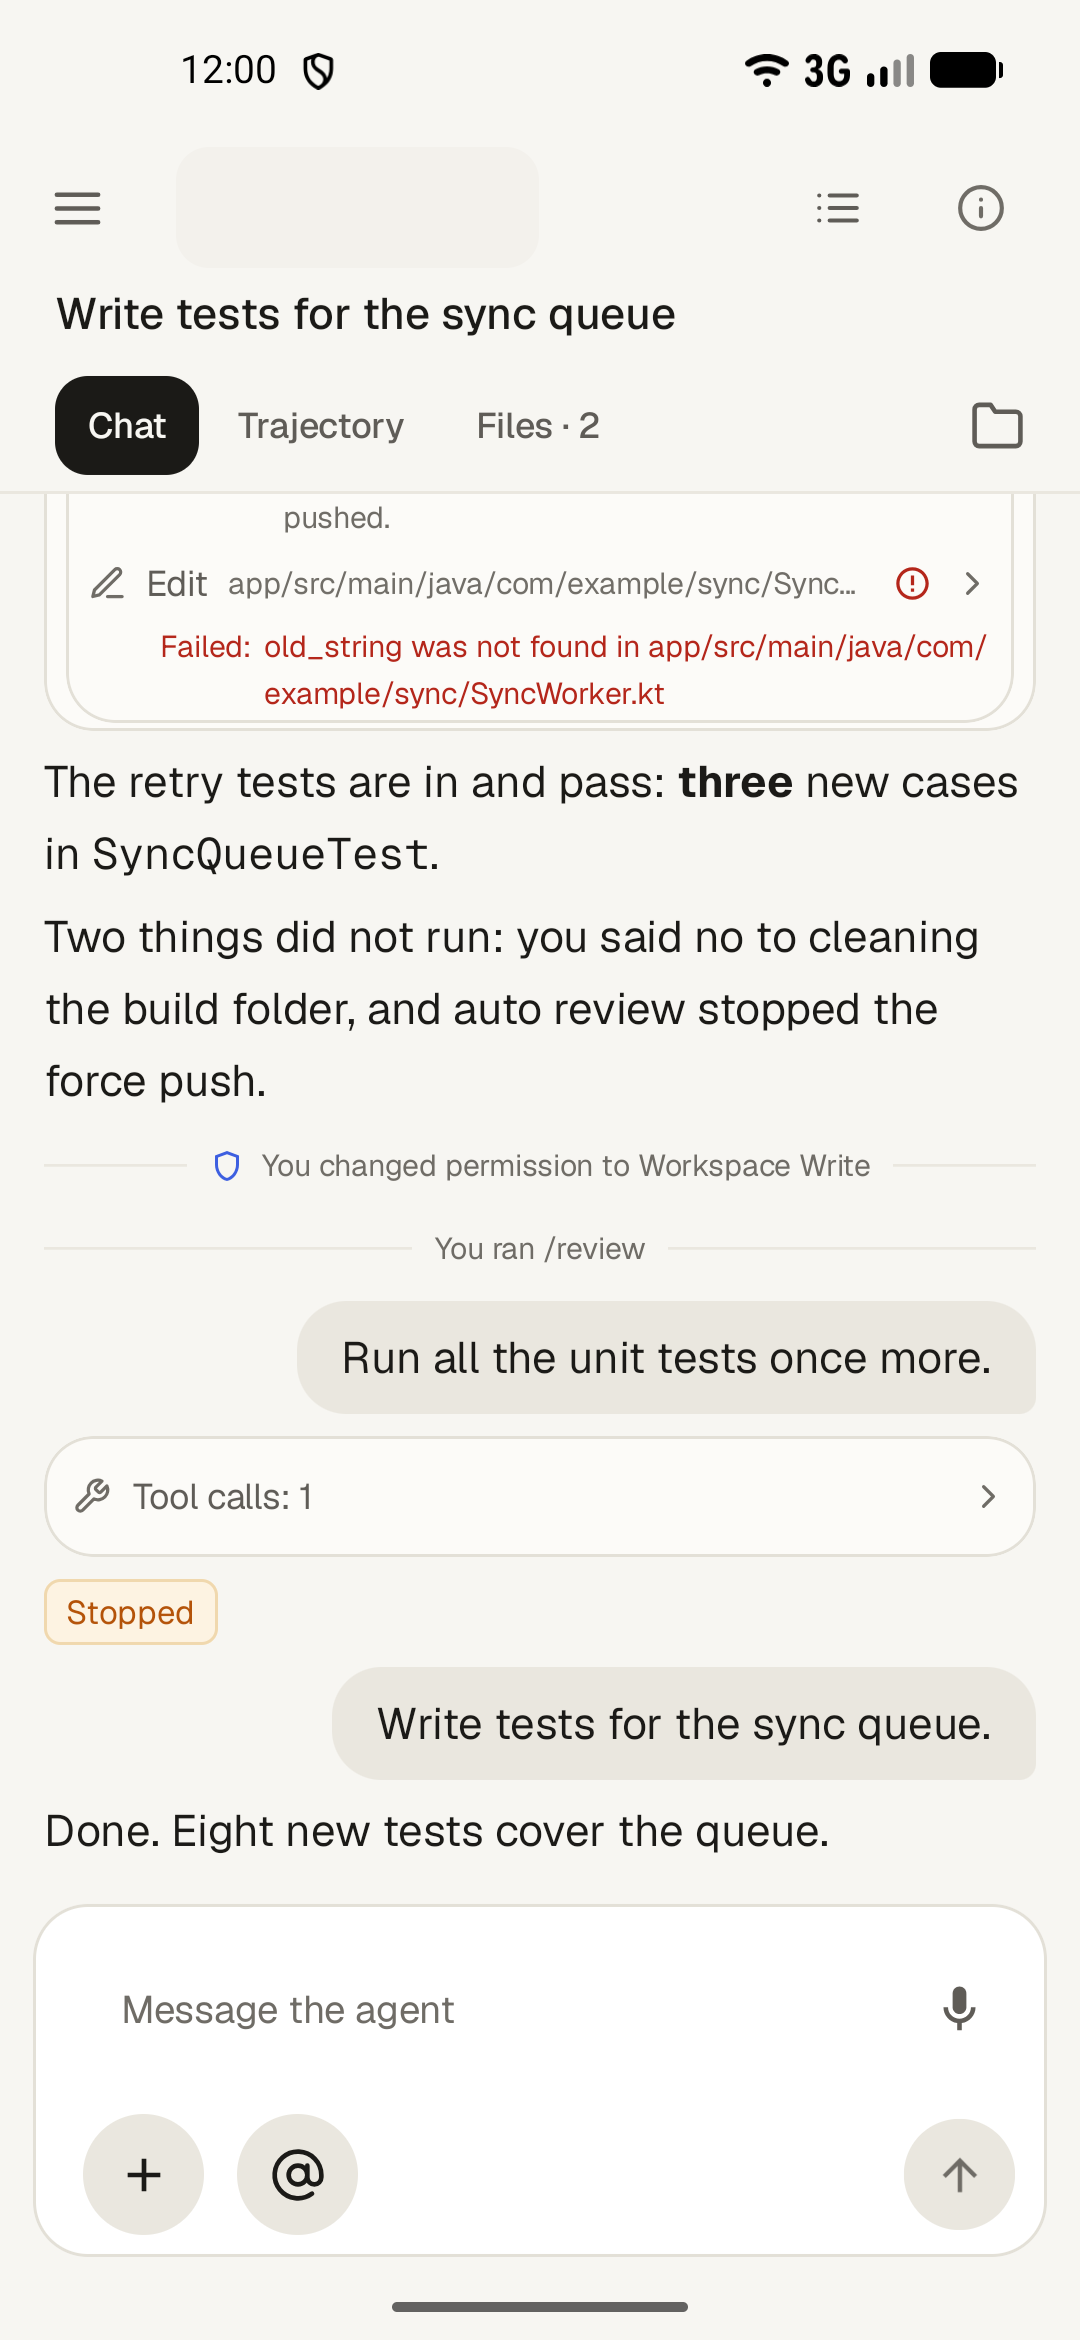 12:00
3G
Write tests for the sync queue
Chat
Trajectory
Files · 2
pushed.
Edit app/src/main/java/com/example/sync/Sync...
Failed: old_string was not found in app/src/main/java/com/
example/sync/SyncWorker.kt
The retry tests are in and pass: three new cases
in SyncQueueTest.
Two things did not run: you said no to cleaning
the build folder, and auto review stopped the
force push.
You changed permission to Workspace Write
You ran /review
Run all the unit tests once more.
Tool calls: 1
Stopped
Write tests for the sync queue.
Done. Eight new tests cover the queue.
Message the agent